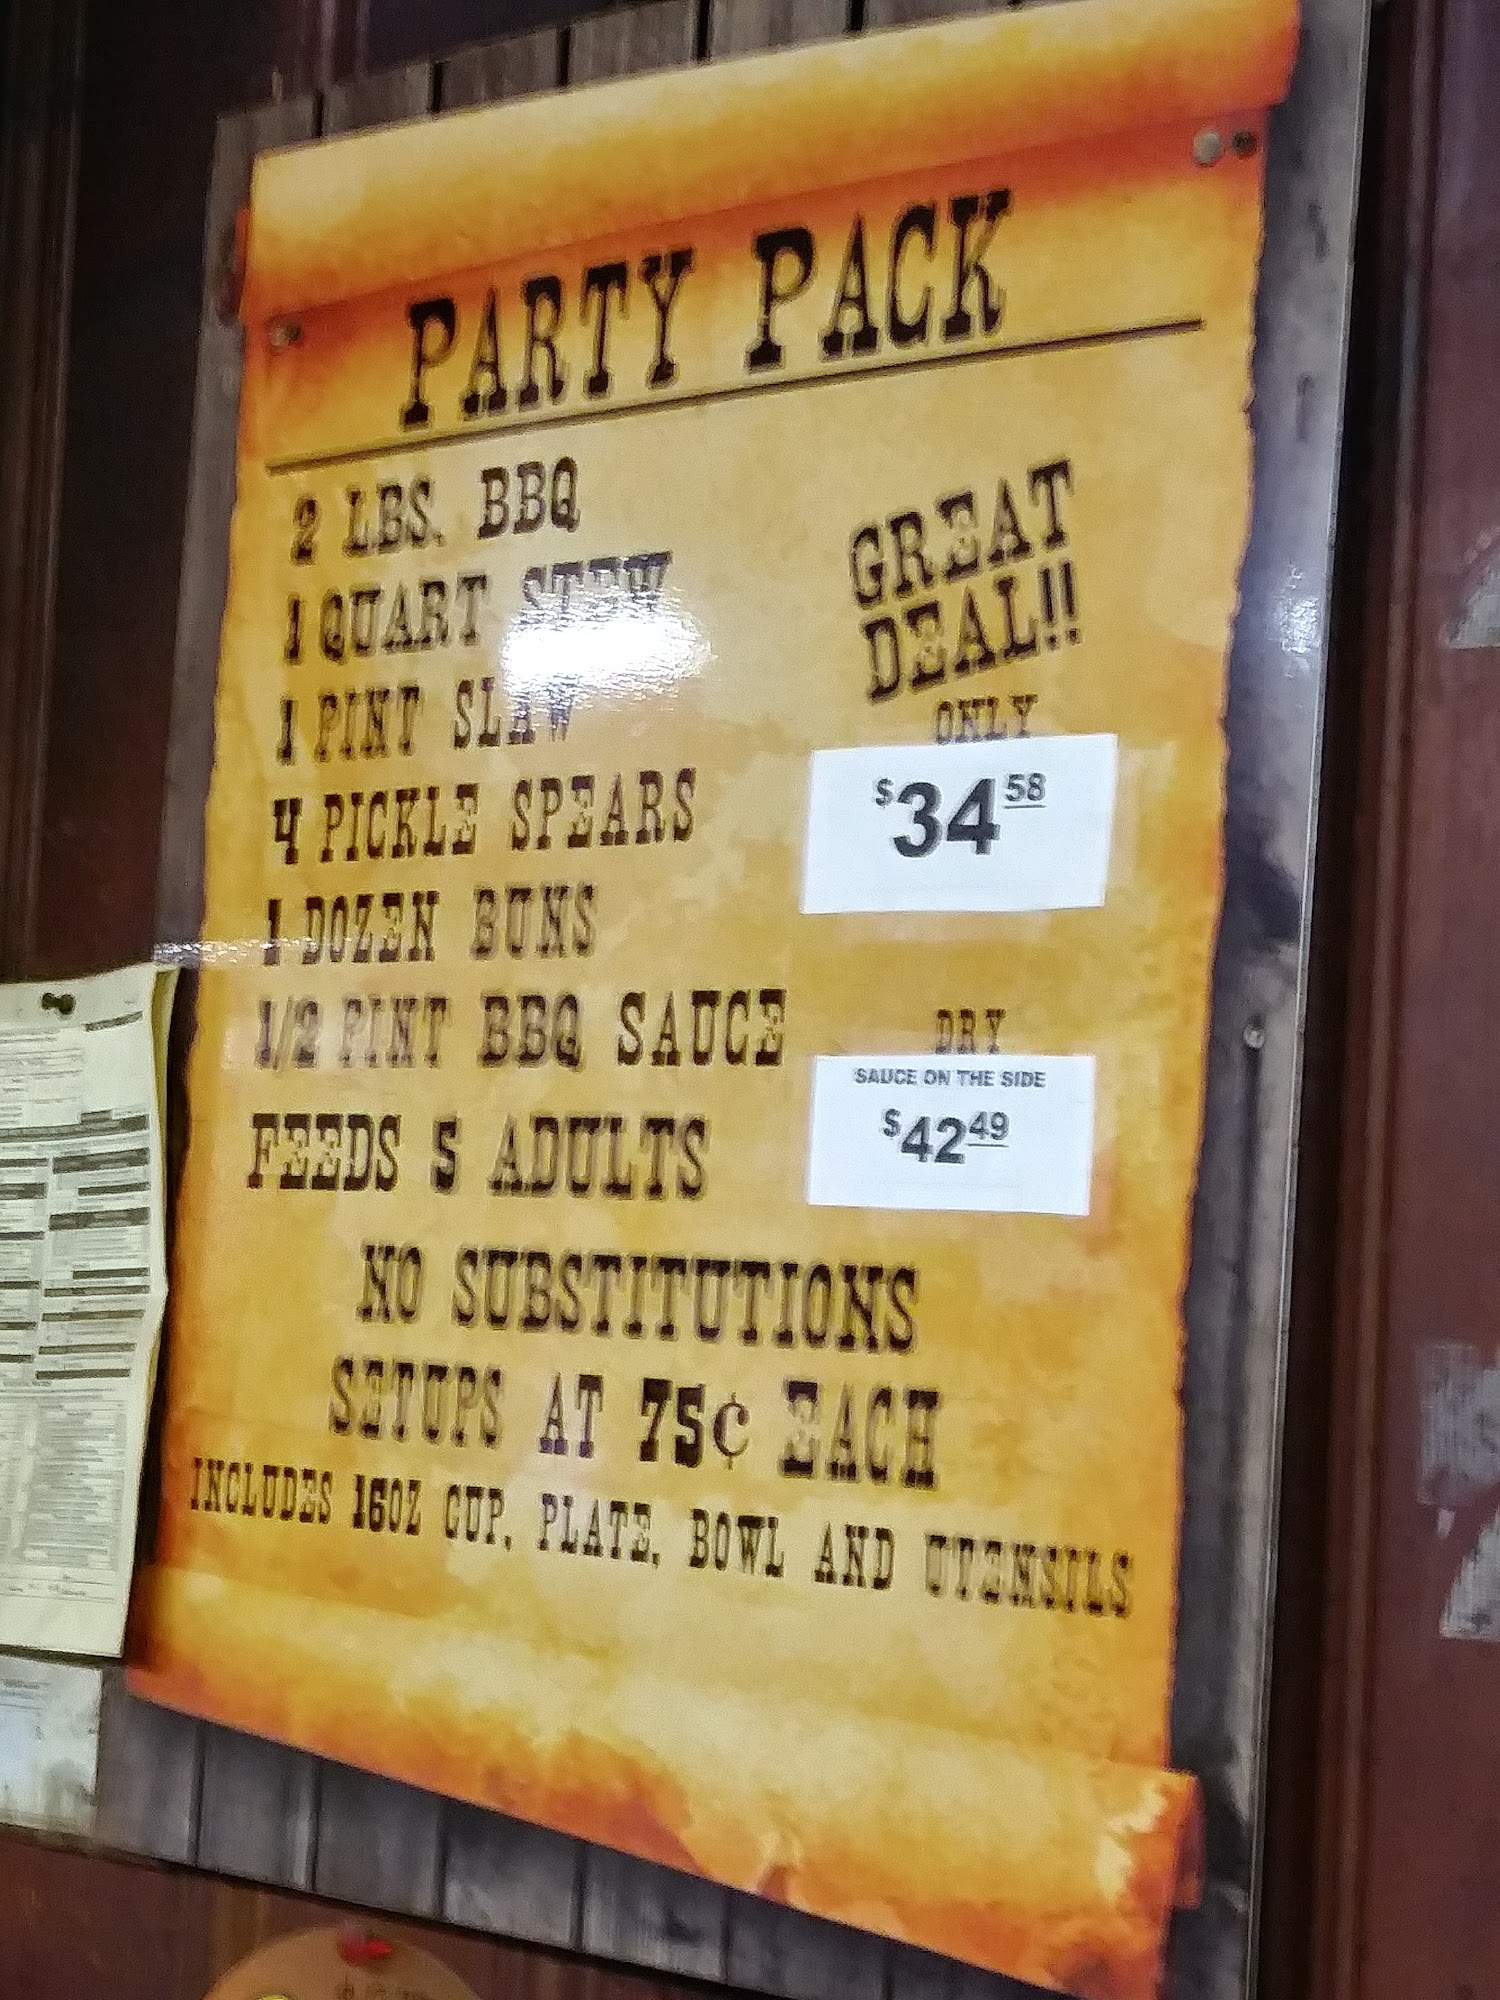 PARTY PACK
2 LBS. BBQ
1 QUART STEW
1 PINT SLAW
4 PICKLE SPEARS
1 DOZEN BUNS
1/2 PINT BBQ SAUCE
FEEDS 5 ADULTS
GREAT
DEAL!!
ONLY
$34 58
DRY
SAUCE ON THE SIDE
$42 49
NO SUBSTITUTIONS
SETUPS AT 75¢ EACH
INCLUDES 16OZ CUP, PLATE, BOWL AND UTENSILS